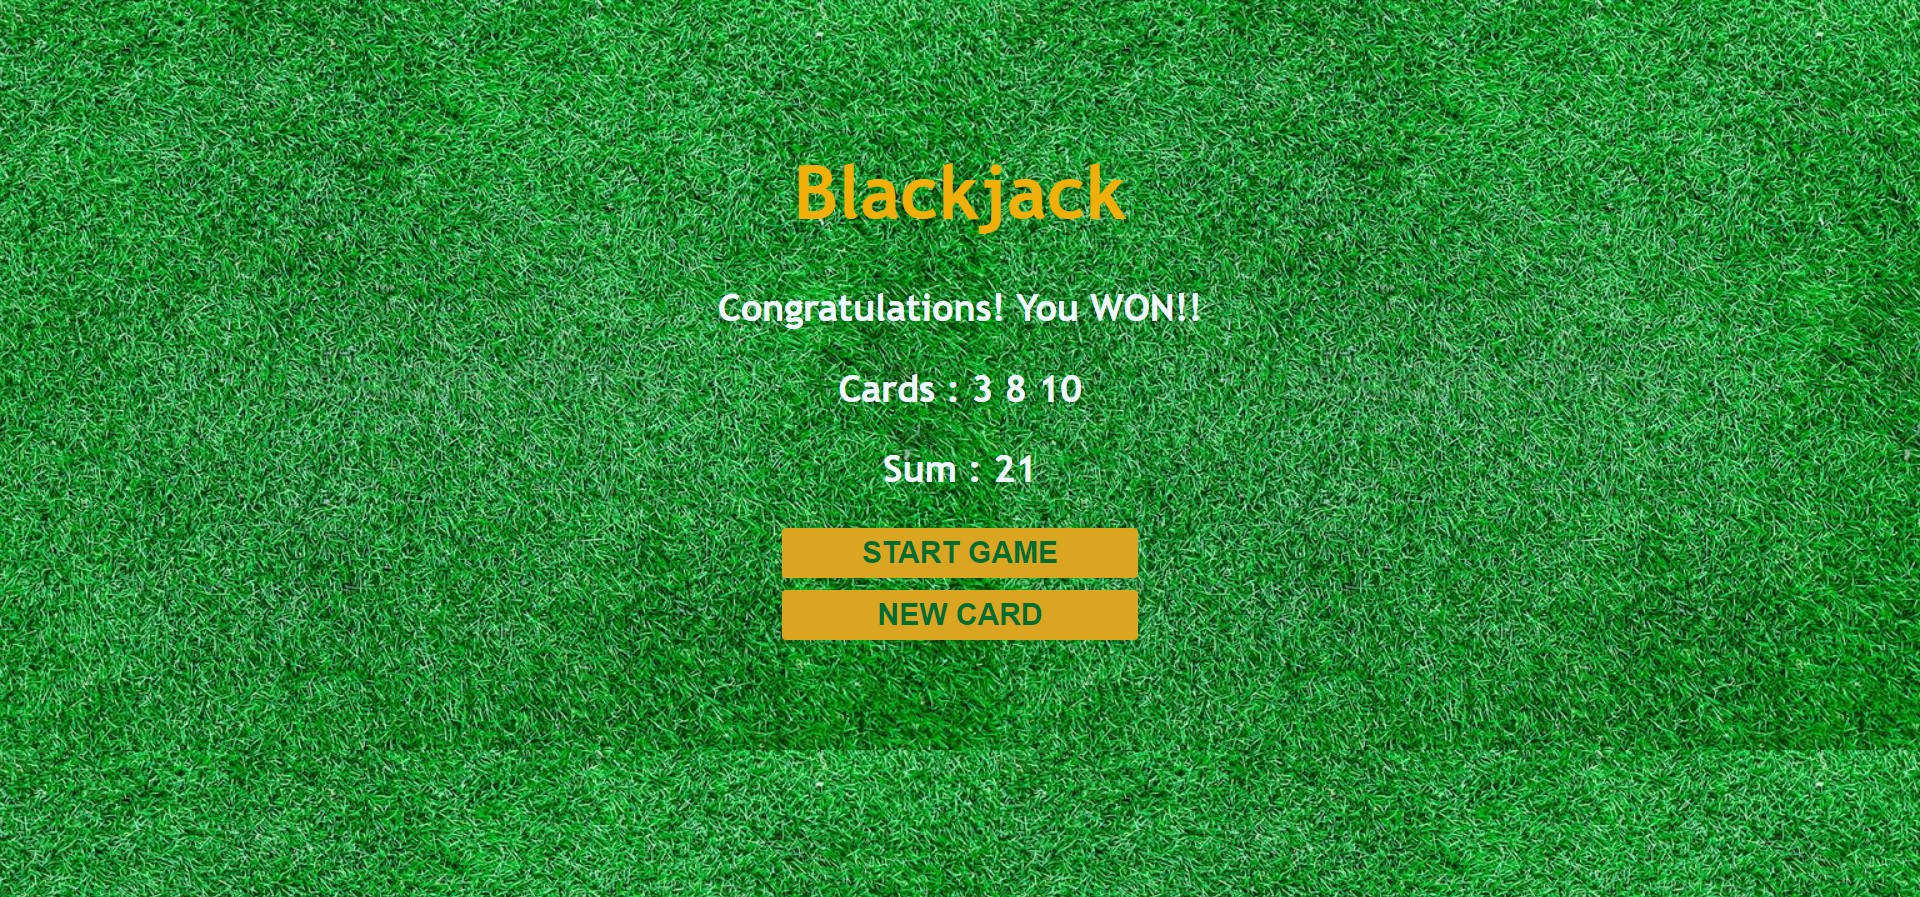 Blackjack
Congratulations! You WON!!
Cards : 3 8 10
Sum : 21
START GAME
NEW CARD